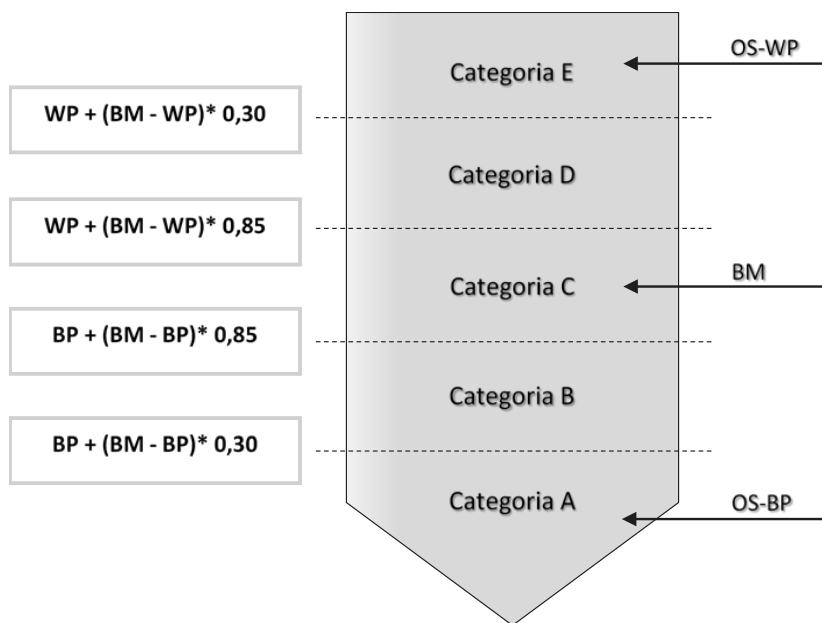 Categoria E
OS-WP
WP + (BM - WP)* 0,30
Categoria D
WP + (BM - WP)* 0,85
Categoria C
BM
BP + (BM - BP)* 0,85
Categoria B
BP + (BM - BP)* 0,30
Categoria A
OS-BP